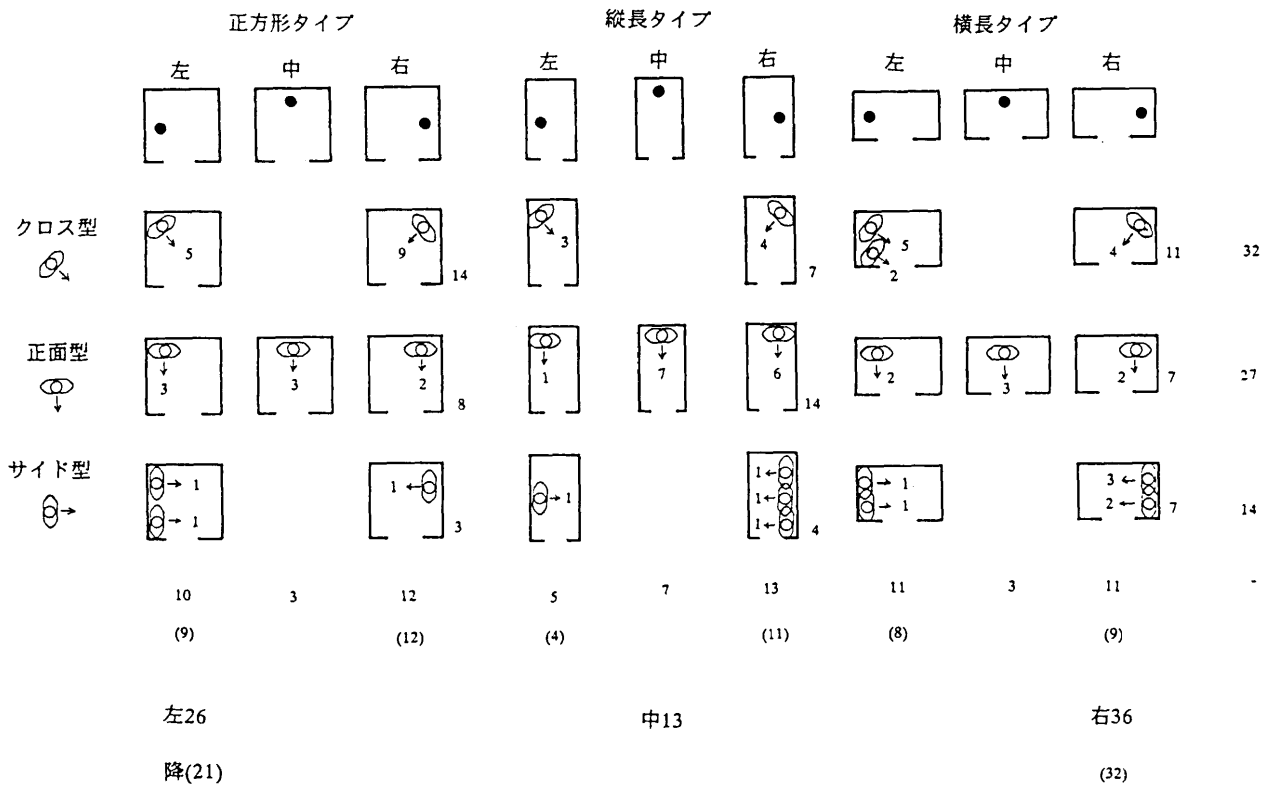 正方形タイプ 縦長タイプ 横長タイプ
左 中 右 左 中 右 左 中 右
クロス型
5 9 14 3 4 7 5 2 4 11 32
正面型
3 3 2 8 1 7 6 14 2 3 2 7 27
サイド型
1 1 1 3 1 1 1 1 4 1 1 3 2 7 14
10 3 12 5 7 13 11 3 11 -
(9) (12) (4) (11) (8) (9)
左26 中13 右36
降(21) (32)